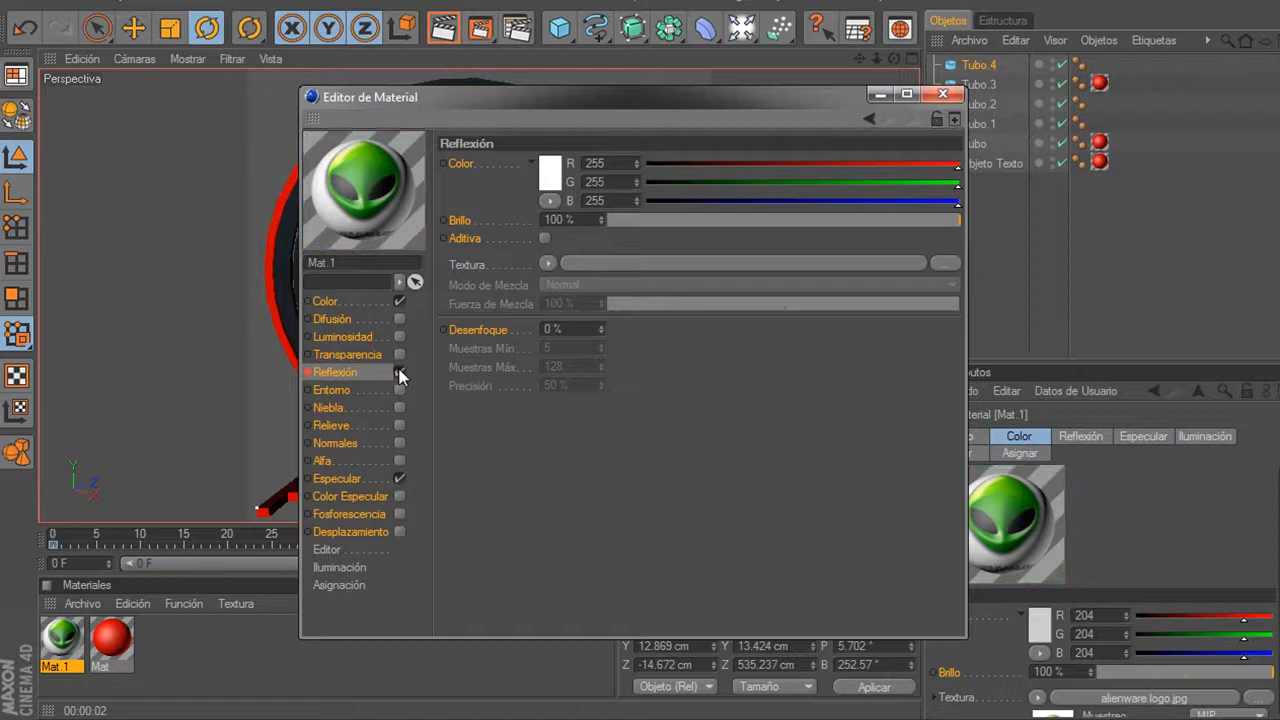 Objetos Estructura
Archivo Editar Visor Objetos Etiquetas
Edición Cámaras Mostrar Filtrar Vista
Perspectiva
Tubo.4
Tubo.3
Tubo.2
Tubo.1
Tubo
Objeto Texto
Editor de Material
Reflexión
Color
R 255
G 255
B 255
Brillo 100 %
Aditiva
Textura
Modo de Mezcla Normal
Fuerza de Mezcla 100 %
Desenfoque 0 %
Muestras Mín 5
Muestras Máx 128
Precisión 50 %
Mat.1
Color
Difusión
Luminosidad
Transparencia
Reflexión
Entorno
Niebla
Relieve
Normales
Alfa
Especular
Color Especular
Fosforescencia
Desplazamiento
Editor
Iluminación
Asignación
Editar Usuario
Material [Mat.1]
Color Reflexión Especular Iluminación
Asignar
R 204
G 204
B 204
Brillo 100 %
Textura alienware logo.jpg
Muestreo MIP
0 5 10 15 20 25
0 F 0 F
Materiales
Archivo Edición Función Textura
Mat.1 Mat
Y 12.869 cm Y 13.424 cm P 5.702 °
Z -14.672 cm Z 535.237 cm B 252.57 °
Objeto (Rel) Tamaño Aplicar
00:00:02
MAXON
CINEMA 4D